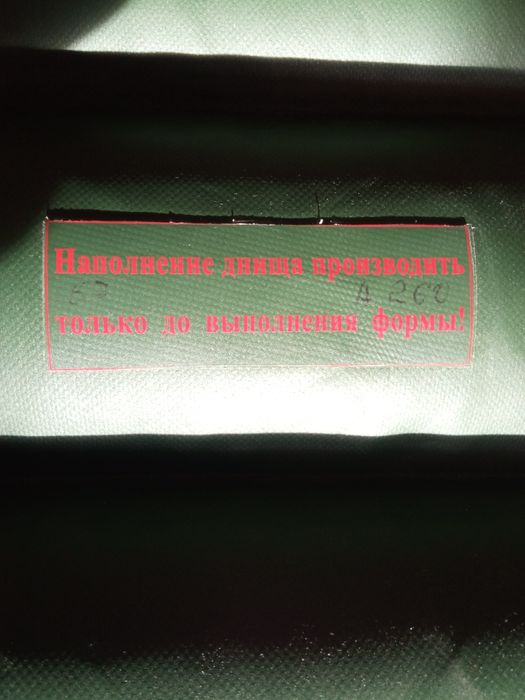 Наполнение днища производить
только до выполнения формы!